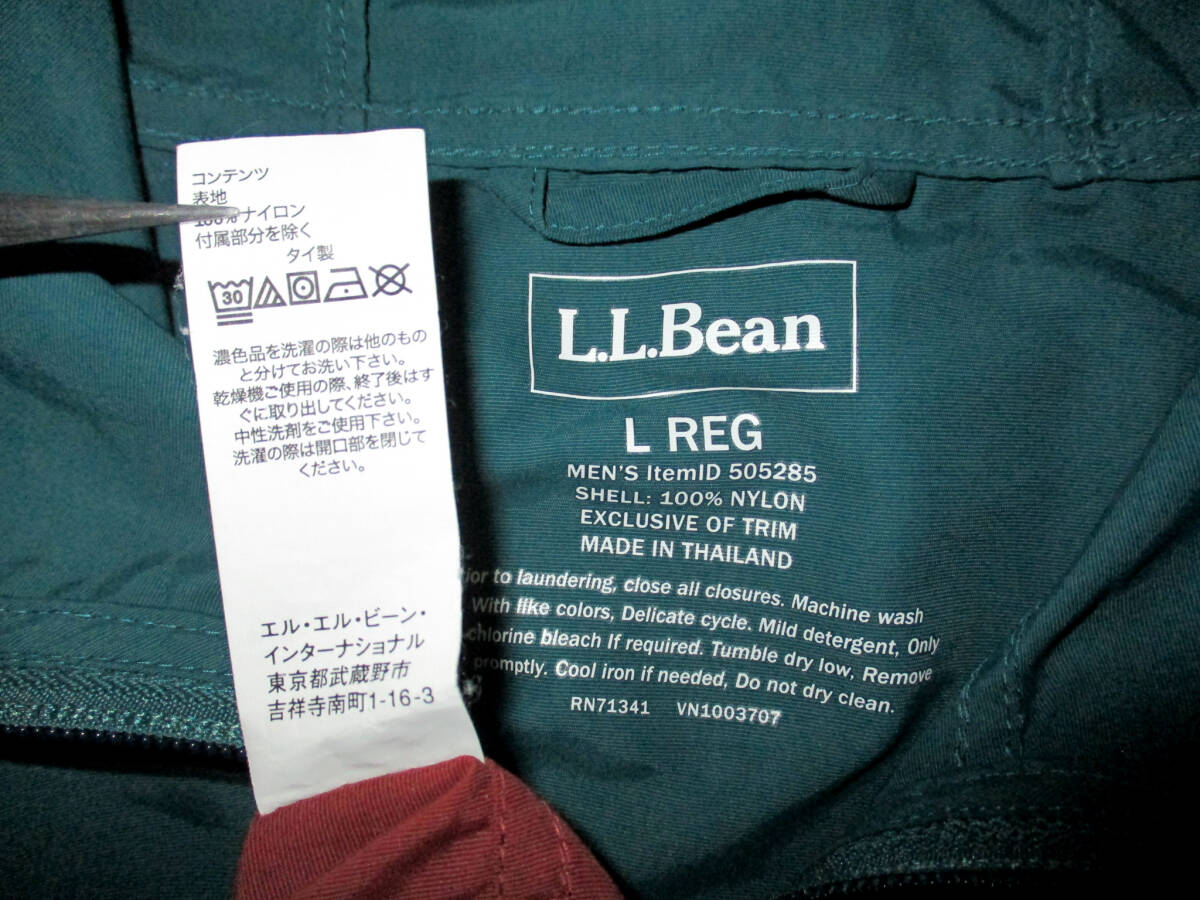 コンテンツ
表地
100%ナイロン
付属部分を除く
タイ製
30
濃色品を洗濯の際は他のもの
と分けてお洗い下さい。
乾燥機ご使用の際、終了後はす
ぐに取り出してください。
中性洗剤をご使用下さい。
洗濯の際は開口部を閉じて
ください。
エル・エル・ビーン・
インターナショナル
東京都武蔵野市
吉祥寺南町1-16-3
L.L.Bean
L REG
MEN'S ItemID 505285
SHELL: 100% NYLON
EXCLUSIVE OF TRIM
MADE IN THAILAND
to laundering, close all closures. Machine wash
With like colors, Delicate cycle. Mild detergent, Only
chlorine bleach If required. Tumble dry low, Remove
promptly. Cool iron if needed, Do not dry clean.
RN71341 VN1003707